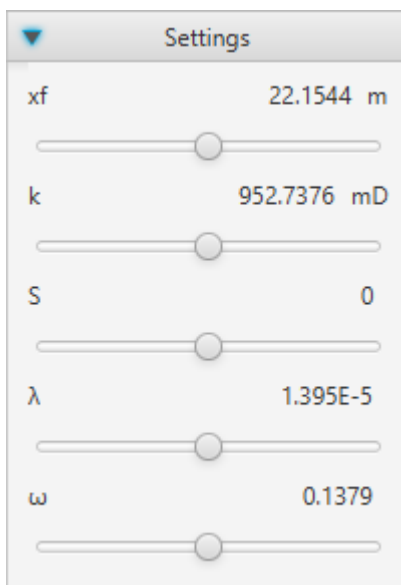 Settings
xf 22.1544 m
k 952.7376 mD
S 0
λ 1.395E-5
ω 0.1379